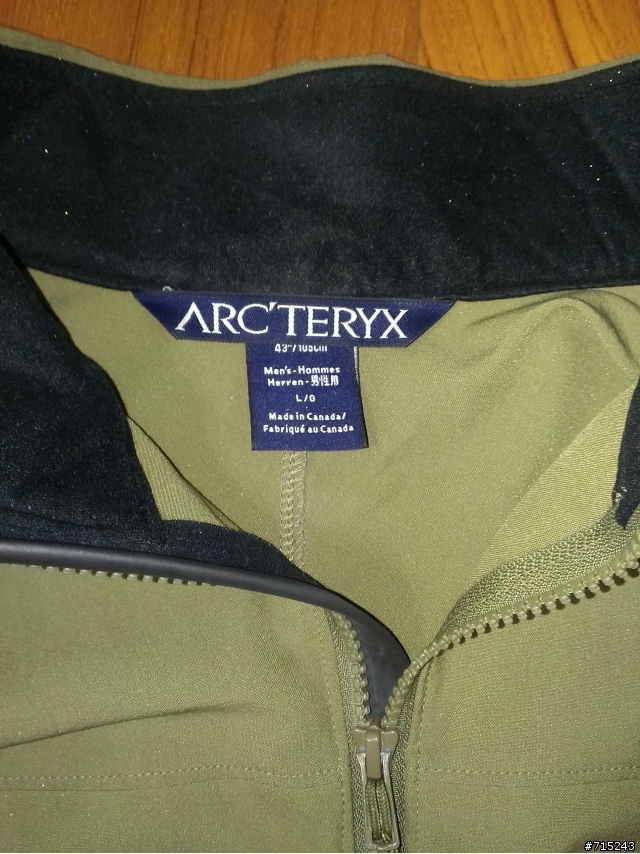 ARC'TERYX
43"/109cm
Men's-Hommes
Herren-男性用
L/G
Made in Canada/
Fabriqué au Canada
#715243